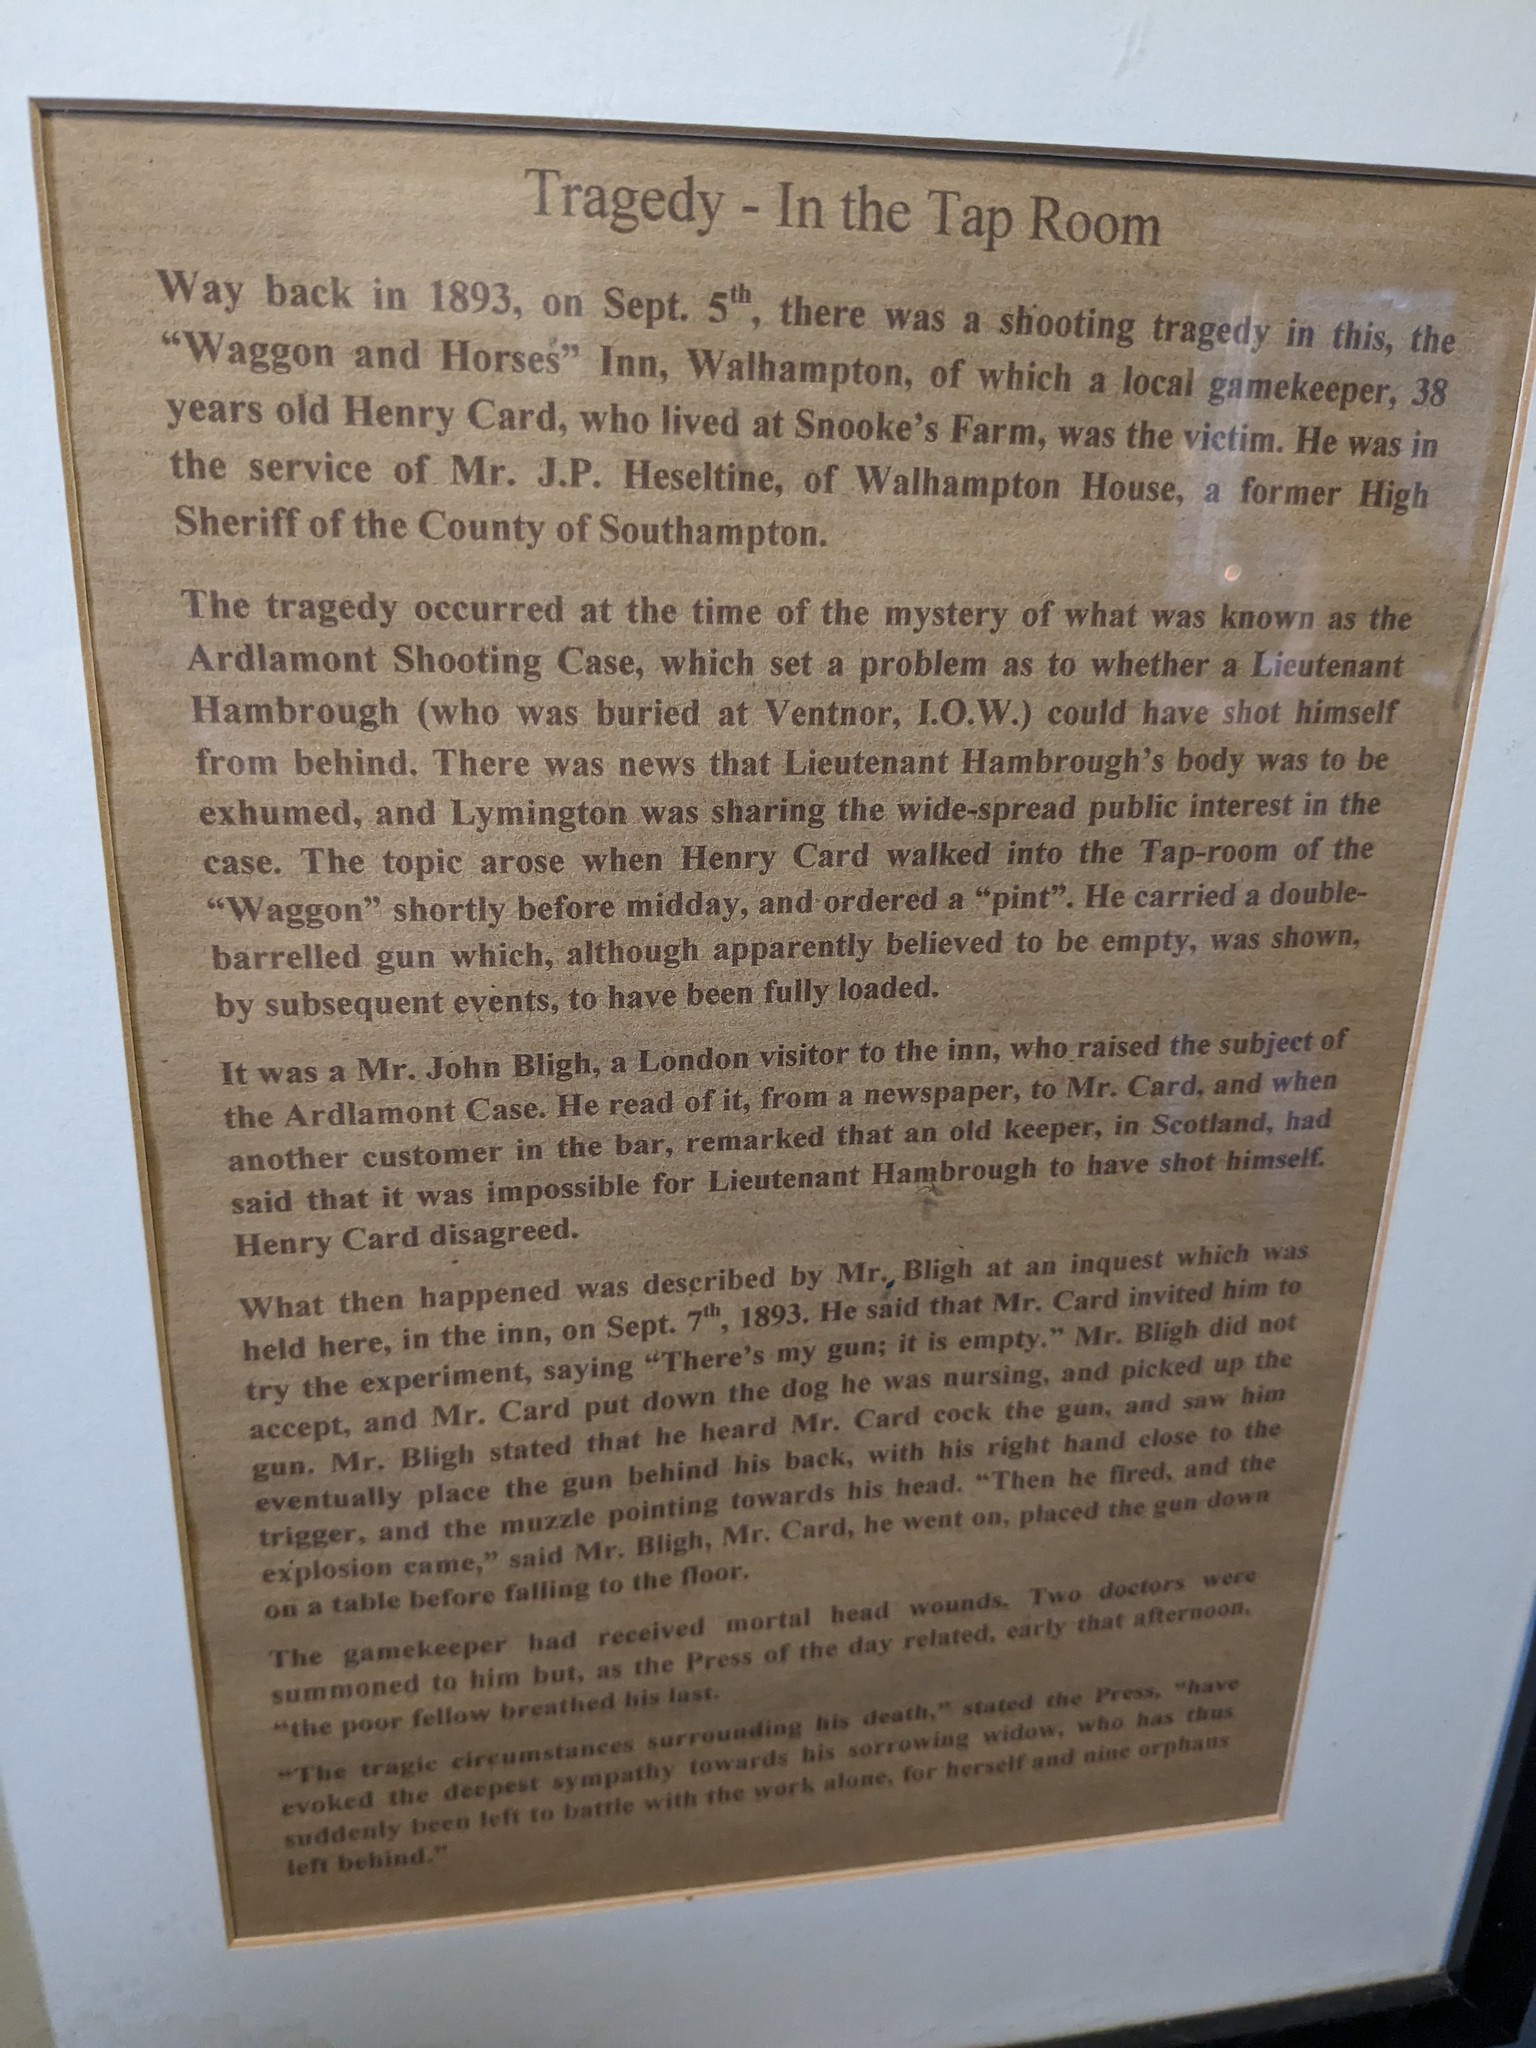 Tragedy - In the Tap Room
Way back in 1893, on Sept. 5th, there was a shooting tragedy in this, the
“Waggon and Horses” Inn, Walhampton, of which a local gamekeeper, 38
years old Henry Card, who lived at Snooke’s Farm, was the victim. He was in
the service of Mr. J.P. Heseltine, of Walhampton House, a former High
Sheriff of the County of Southampton.
The tragedy occurred at the time of the mystery of what was known as the
Ardlamont Shooting Case, which set a problem as to whether a Lieutenant
Hambrough (who was buried at Ventnor, I.O.W.) could have shot himself
from behind. There was news that Lieutenant Hambrough’s body was to be
exhumed, and Lymington was sharing the wide-spread public interest in the
case. The topic arose when Henry Card walked into the Tap-room of the
“Waggon” shortly before midday, and ordered a “pint”. He carried a double-
barrelled gun which, although apparently believed to be empty, was shown,
by subsequent events, to have been fully loaded.
It was a Mr. John Bligh, a London visitor to the inn, who raised the subject of
the Ardlamont Case. He read of it, from a newspaper, to Mr. Card, and when
another customer in the bar, remarked that an old keeper, in Scotland, had
said that it was impossible for Lieutenant Hambrough to have shot himself.
Henry Card disagreed.
What then happened was described by Mr. Bligh at an inquest which was
held here, in the inn, on Sept. 7th, 1893. He said that Mr. Card invited him to
try the experiment, saying “There’s my gun; it is empty.” Mr. Bligh did not
accept, and Mr. Card put down the dog he was nursing, and picked up the
gun. Mr. Bligh stated that he heard Mr. Card cock the gun, and saw him
eventually place the gun behind his back, with his right hand close to the
trigger, and the muzzle pointing towards his head. “Then he fired, and the
explosion came,” said Mr. Bligh, Mr. Card, he went on, placed the gun down
on a table before falling to the floor.
The gamekeeper had received mortal head wounds. Two doctors were
summoned to him but, as the Press of the day related, early that afternoon,
“the poor fellow breathed his last.
“The tragic circumstances surrounding his death,” stated the Press, “have
evoked the deepest sympathy towards his sorrowing widow, who has thus
suddenly been left to battle with the work alone, for herself and nine orphans
left behind.”